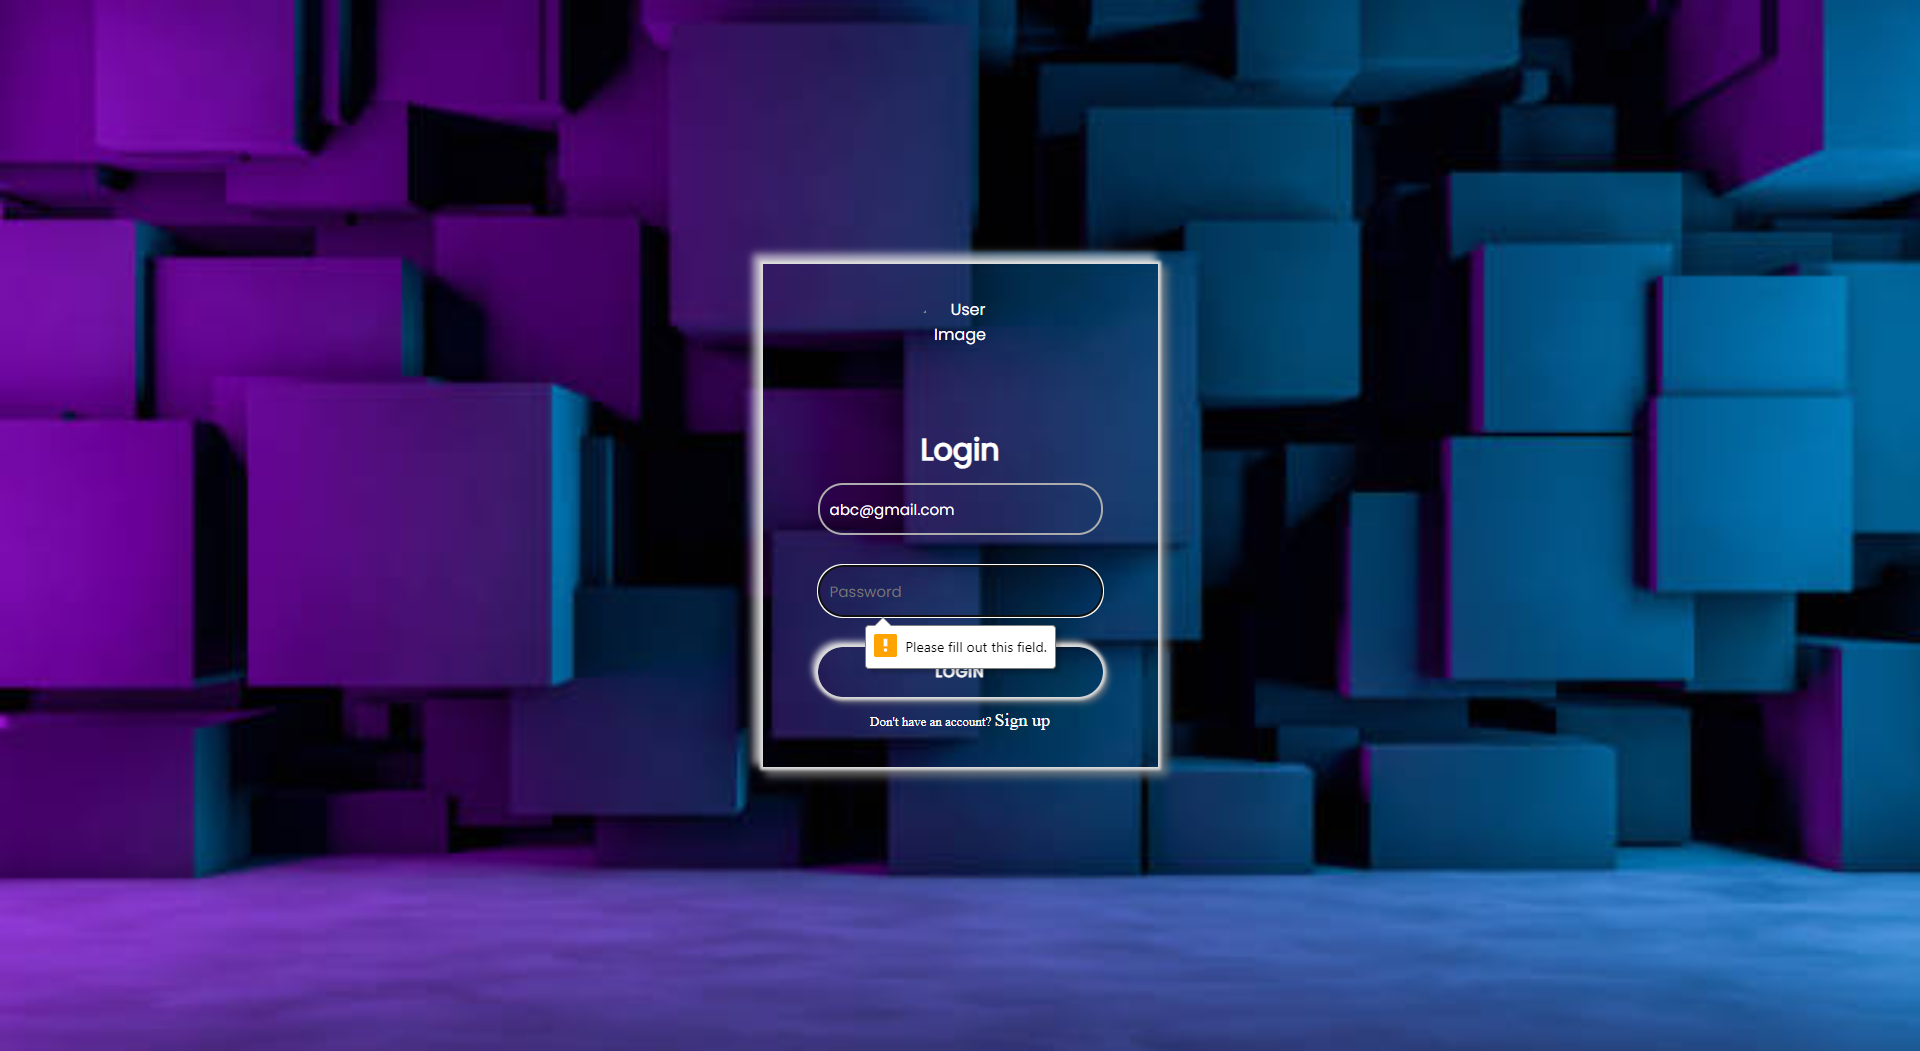 User
Image
Login
abc@gmail.com
Password
Please fill out this field.
LOGIN
Don't have an account? Sign up